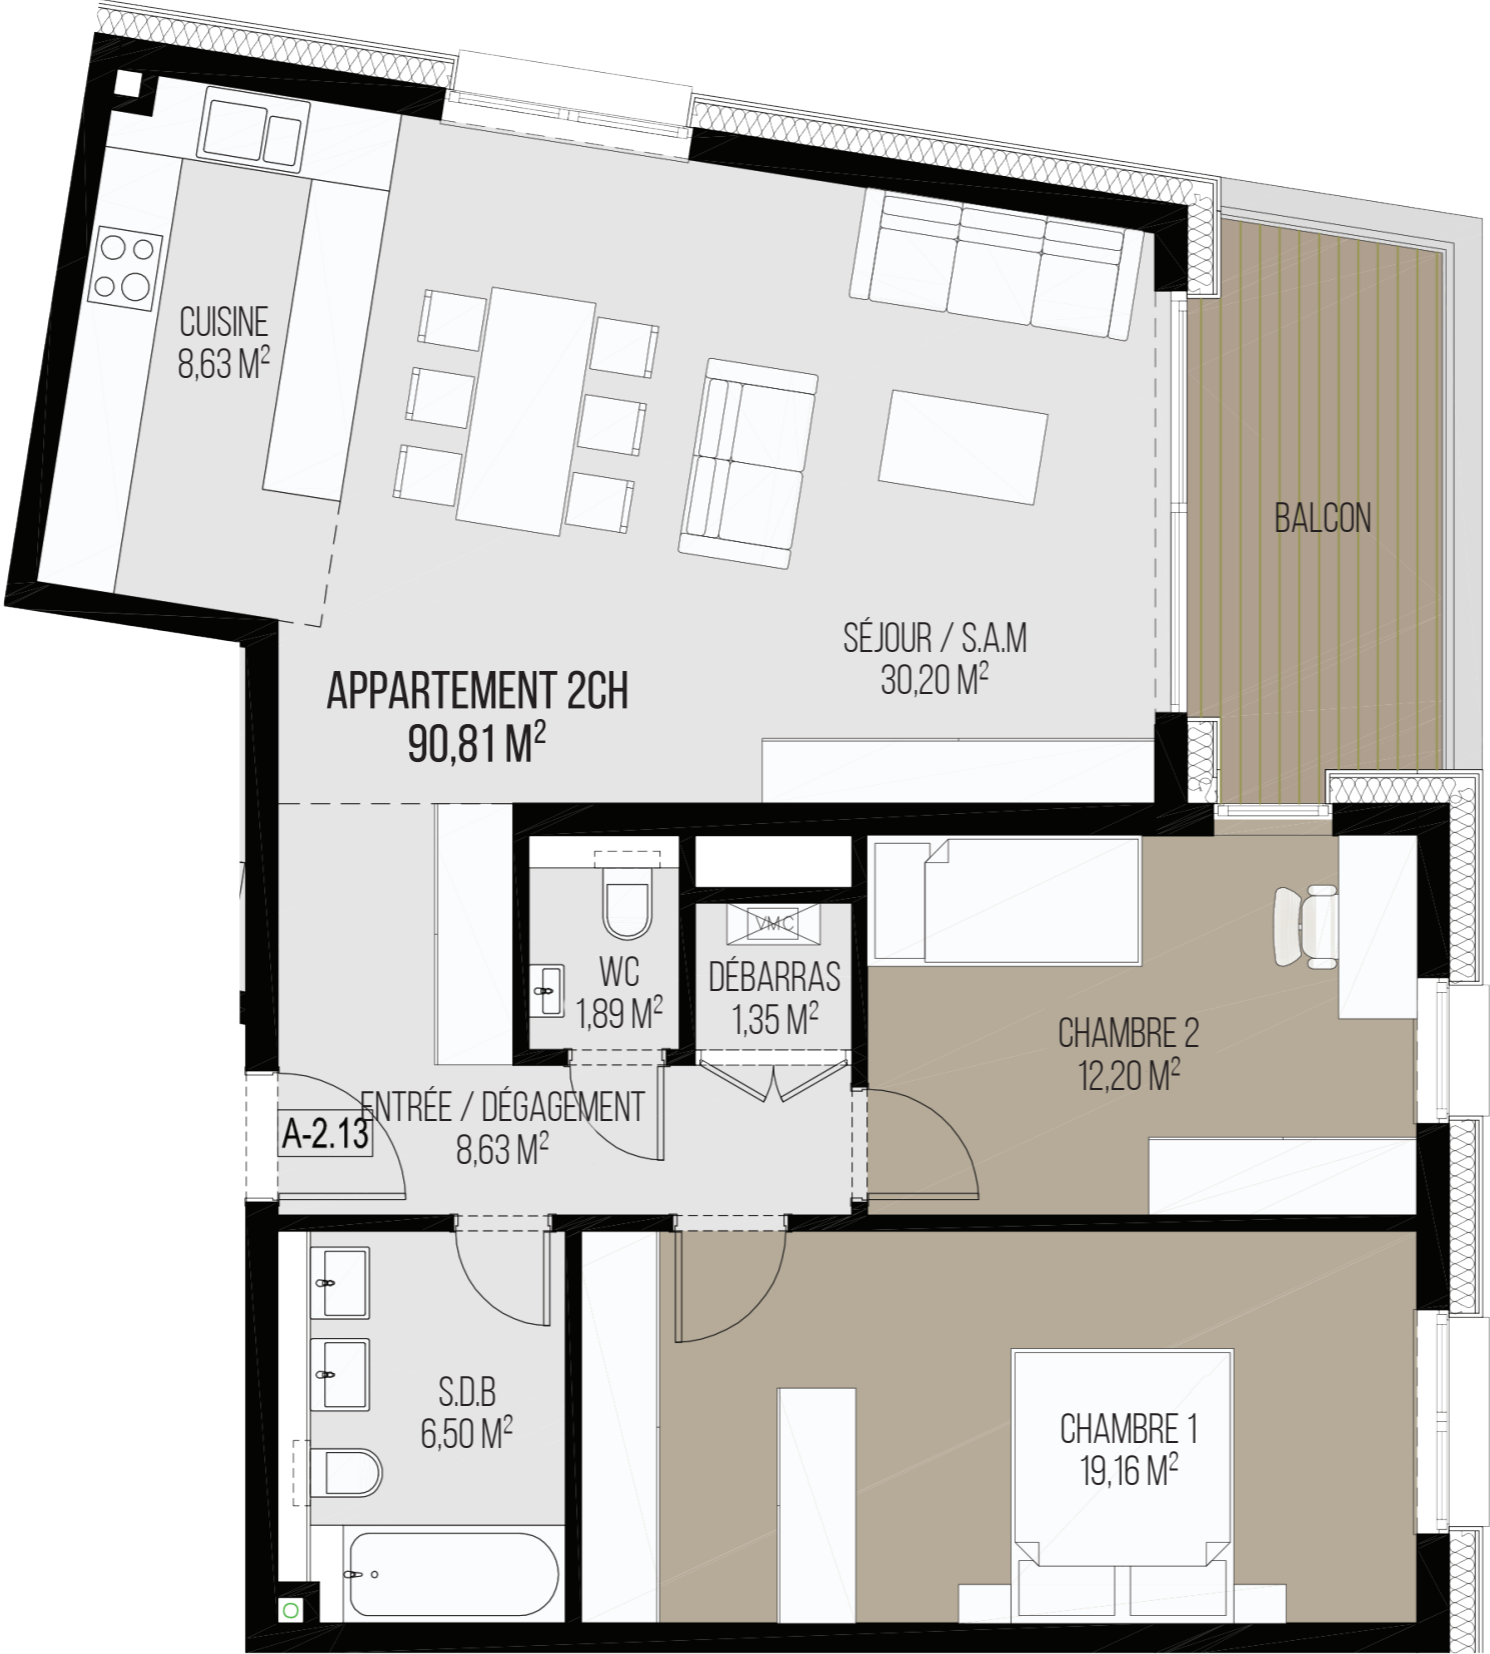 CUISINE
8,63 M²
BALCON
SÉJOUR / S.A.M
30,20 M²
APPARTEMENT 2CH
90,81 M²
VMC
WC
1,89 M²
DÉBARRAS
1,35 M²
CHAMBRE 2
12,20 M²
ENTRÉE / DÉGAGEMENT
8,63 M²
A-2.13
S.D.B
6,50 M²
CHAMBRE 1
19,16 M²